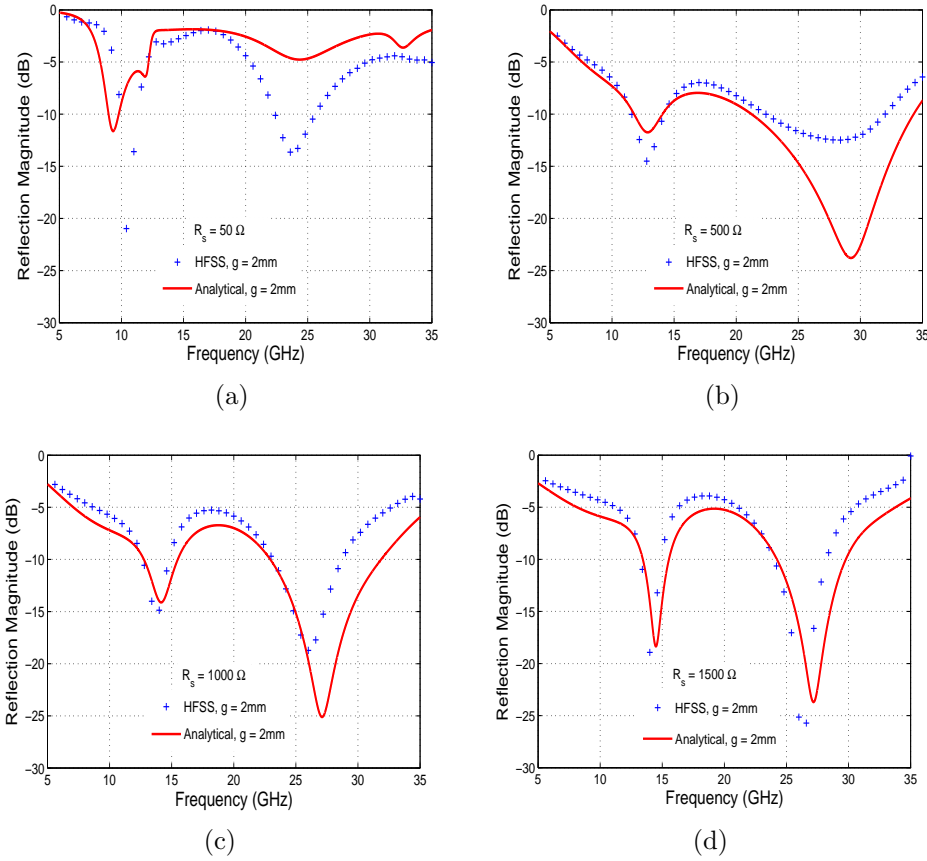 0
−5
−10
−15
−20
−25
−30
5 10 15 20 25 30 35
Reflection Magnitude (dB)
Frequency (GHz)
R_s = 50 Ω
HFSS, g = 2mm
Analytical, g = 2mm
(a)
0
−5
−10
−15
−20
−25
−30
5 10 15 20 25 30 35
Reflection Magnitude (dB)
Frequency (GHz)
R_s = 500 Ω
HFSS, g = 2mm
Analytical, g = 2mm
(b)
0
−5
−10
−15
−20
−25
−30
5 10 15 20 25 30 35
Reflection Magnitude (dB)
Frequency (GHz)
R_s = 1000 Ω
HFSS, g = 2mm
Analytical, g = 2mm
(c)
0
−5
−10
−15
−20
−25
−30
5 10 15 20 25 30 35
Reflection Magnitude (dB)
Frequency (GHz)
R_s = 1500 Ω
HFSS, g = 2mm
Analytical, g = 2mm
(d)